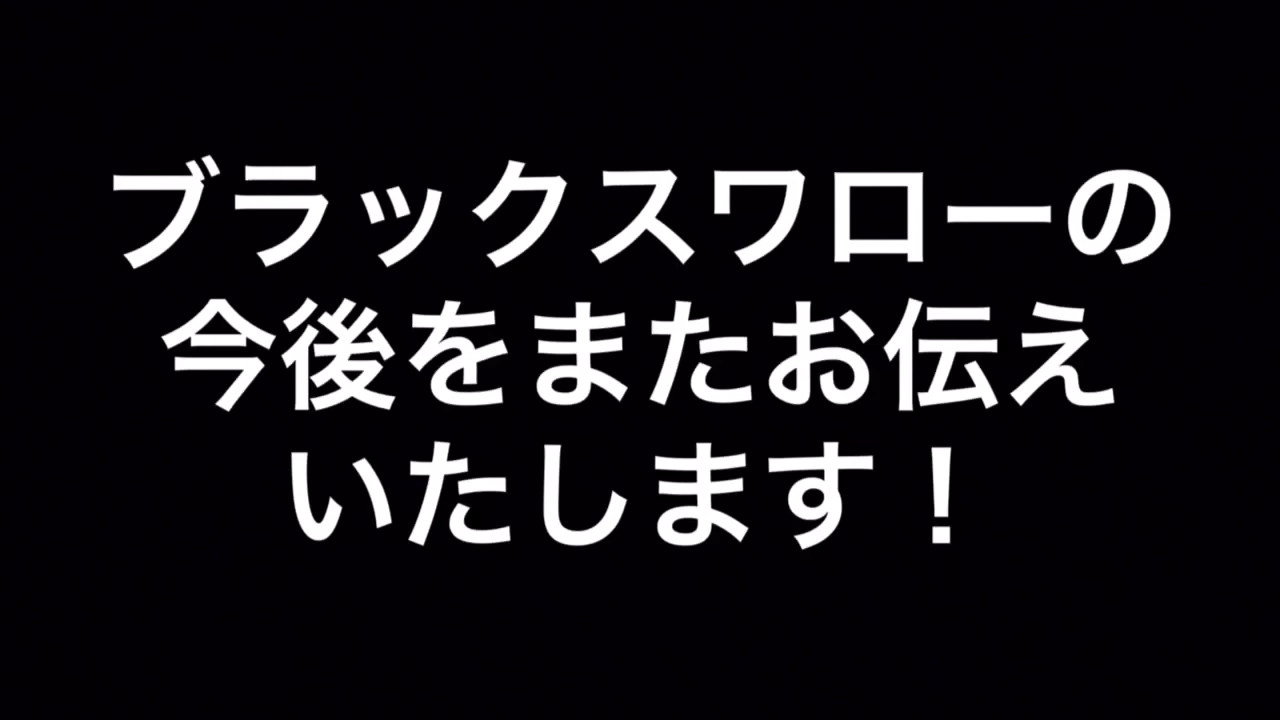 ブラックスワローの
今後をまたお伝え
いたします！